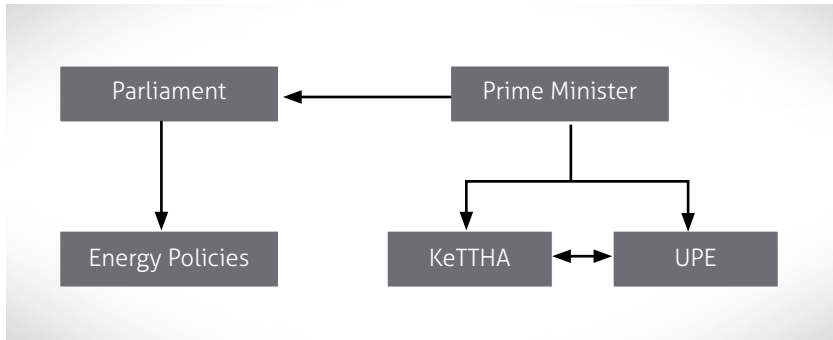 Parliament
Prime Minister
Energy Policies
KeTTHA
UPE